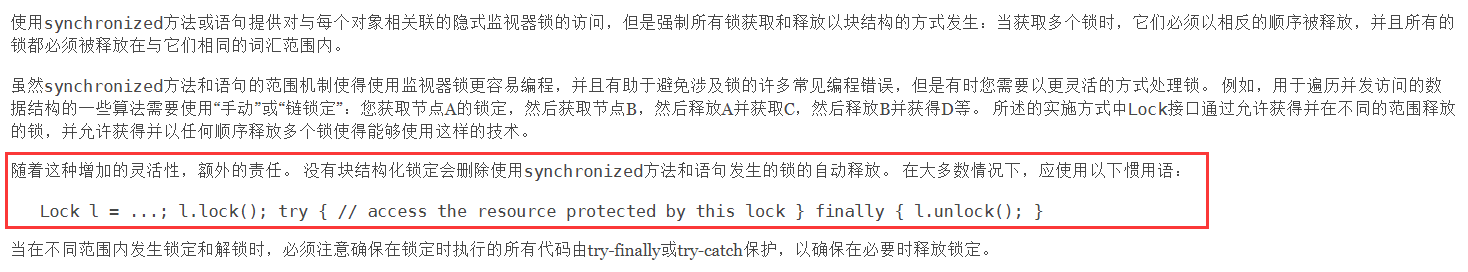 使用synchronized方法或语句提供对与每个对象相关联的隐式监视器锁的访问，但是强制所有锁获取和释放以块结构的方式发生：当获取多个锁时，它们必须以相反的顺序被释放，并且所有的
锁都必须被释放在与它们相同的词汇范围内。
虽然synchronized方法和语句的范围机制使得使用监视器锁更容易编程，并且有助于避免涉及锁的许多常见编程错误，但是有时您需要以更灵活的方式处理锁。 例如，用于遍历并发访问的数
据结构的一些算法需要使用“手动”或“链锁定”：您获取节点A的锁定，然后获取节点B，然后释放A并获取C，然后释放B并获得D等。 所述的实施方式中Lock接口通过允许获得并在不同的范围释放
的锁，并允许获得并以任何顺序释放多个锁使得能够使用这样的技术。
随着这种增加的灵活性，额外的责任。 没有块结构化锁定会删除使用synchronized方法和语句发生的锁的自动释放。 在大多数情况下，应使用以下惯用语：
Lock l = ...; l.lock(); try { // access the resource protected by this lock } finally { l.unlock(); }
当在不同范围内发生锁定和解锁时，必须注意确保在锁定时执行的所有代码由try-finally或try-catch保护，以确保在必要时释放锁定。